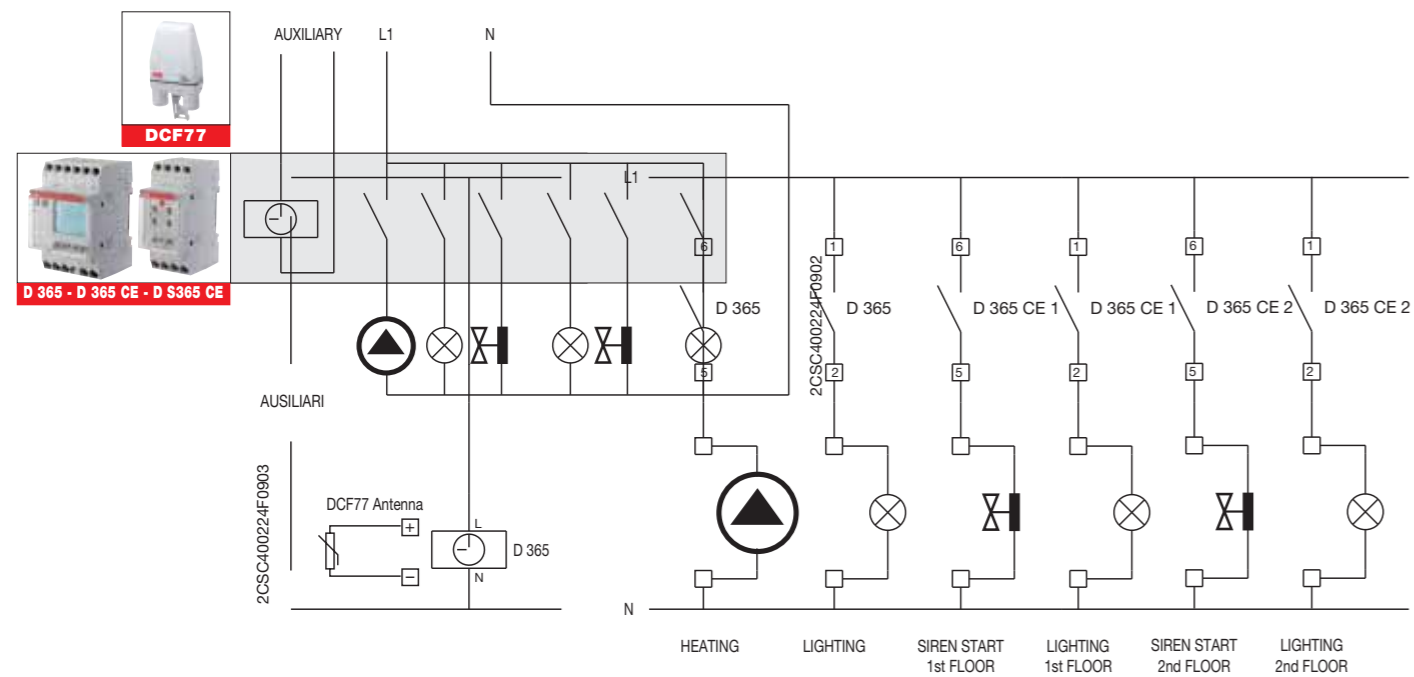 AUXILIARY L1 N
DCF77
L1
6 1 6 1 6 1
D 365 - D 365 CE - D S365 CE
D 365 D 365 D 365 CE 1 D 365 CE 1 D 365 CE 2 D 365 CE 2
2CSC400224F0902
5 2 5 2 5 2
AUSILIARI
2CSC400224F0903
DCF77 Antenna
+
L
D 365
−
N
N
HEATING
LIGHTING
SIREN START
1st FLOOR
LIGHTING
1st FLOOR
SIREN START
2nd FLOOR
LIGHTING
2nd FLOOR